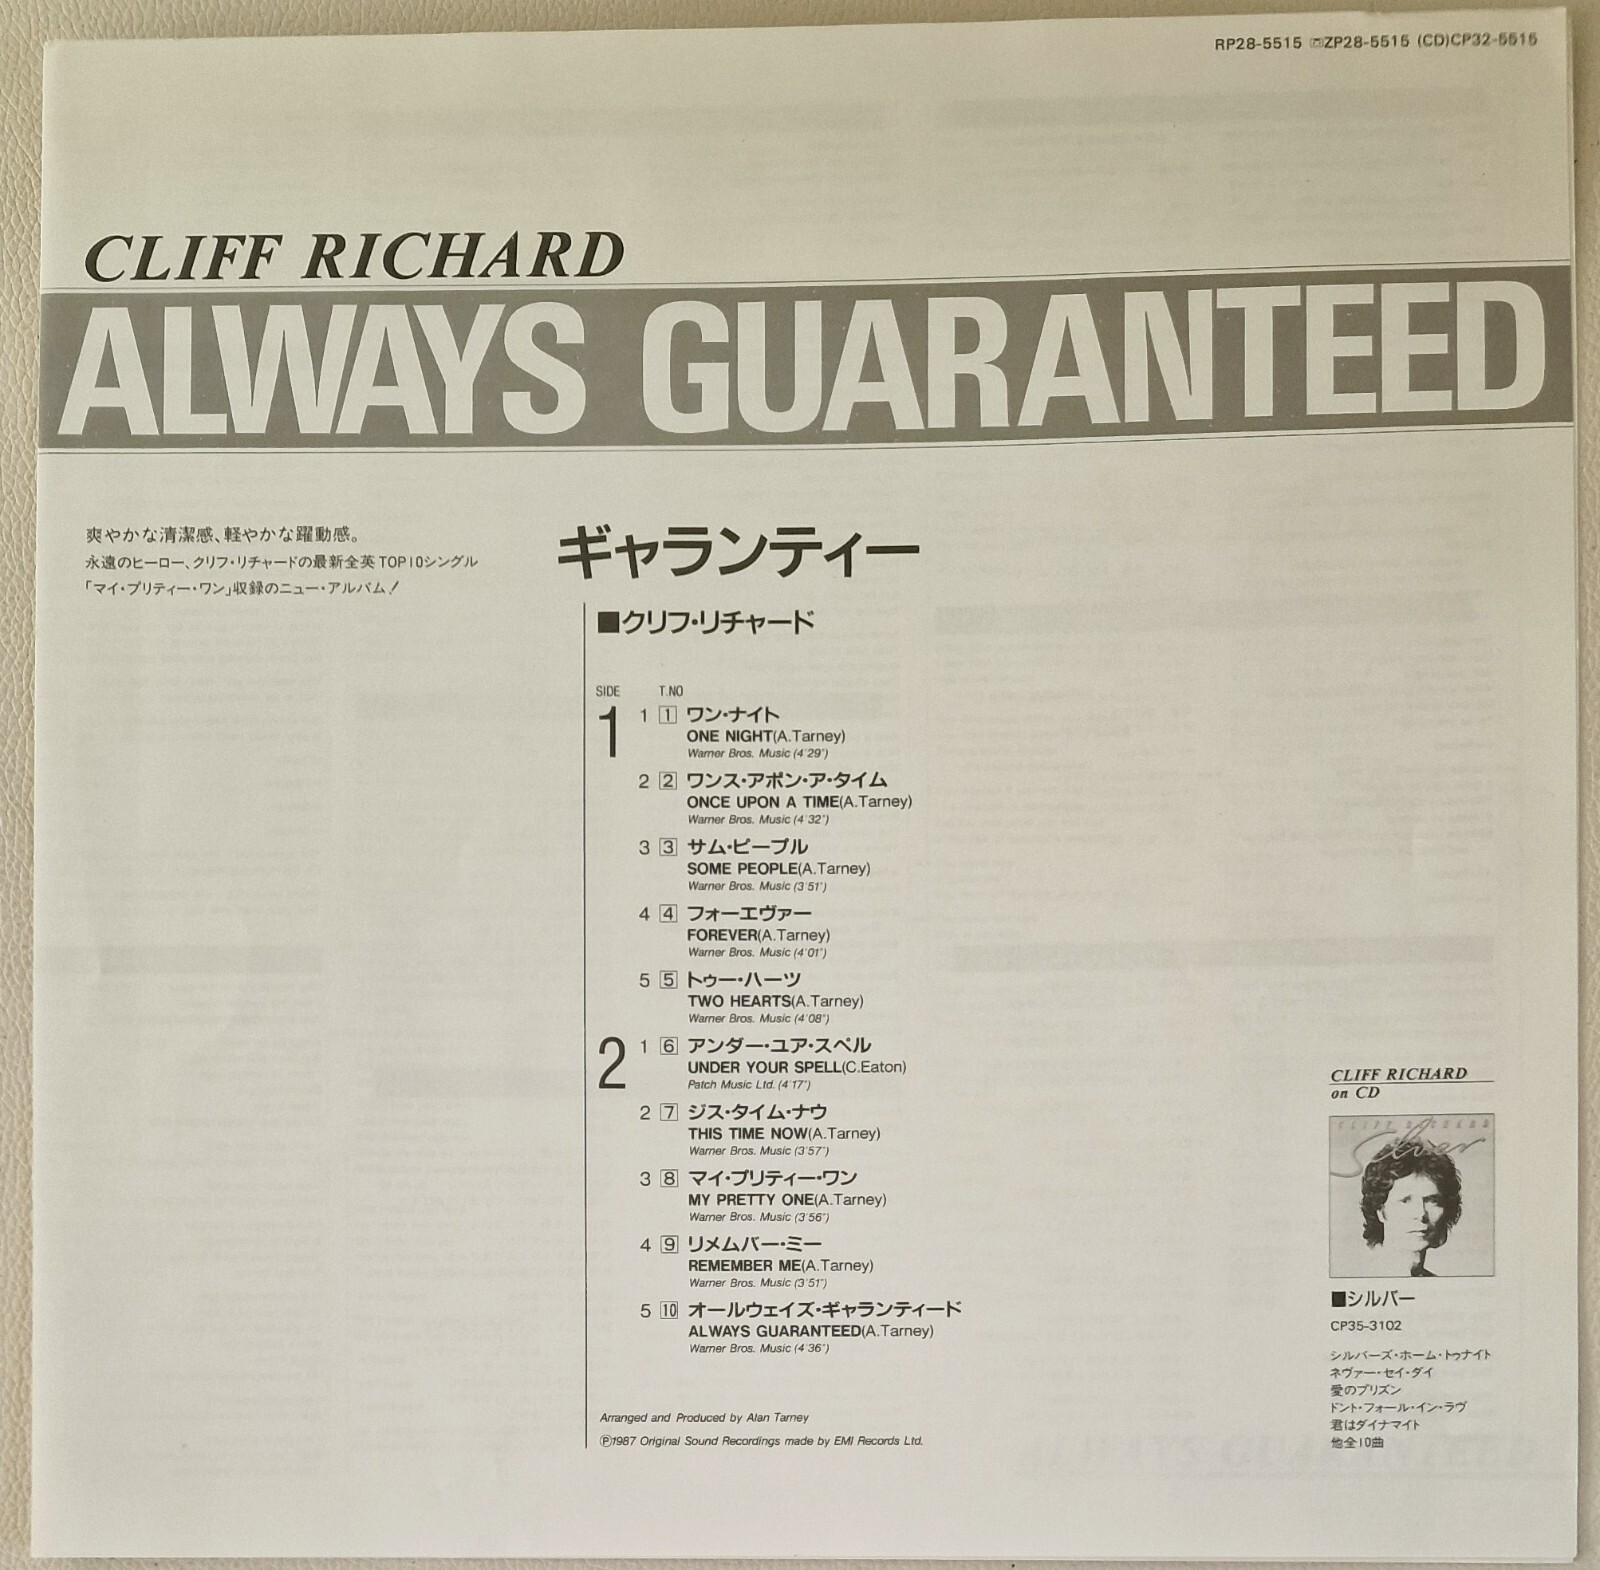 RP28-5515 ZP28-5515 (CD)CP32-5515
CLIFF RICHARD
ALWAYS GUARANTEED
爽やかな清潔感、軽やかな躍動感。
永遠のヒーロー、クリフ・リチャードの最新全英TOP10シングル
「マイ・プリティー・ワン」収録のニュー・アルバム!
ギャランティー
■クリフ・リチャード
SIDE T.NO
1 1 1 ワン・ナイト
ONE NIGHT(A.Tarney)
Warner Bros. Music (4'29")
2 2 ワンス・アポン・ア・タイム
ONCE UPON A TIME(A.Tarney)
Warner Bros. Music (4'32")
3 3 サム・ピープル
SOME PEOPLE(A.Tarney)
Warner Bros. Music (3'51")
4 4 フォーエヴァー
FOREVER(A.Tarney)
Warner Bros. Music (4'01")
5 5 トゥー・ハーツ
TWO HEARTS(A.Tarney)
Warner Bros. Music (4'08")
2 1 6 アンダー・ユア・スペル
UNDER YOUR SPELL(C.Eaton)
Patch Music Ltd. (4'17")
2 7 ジス・タイム・ナウ
THIS TIME NOW(A.Tarney)
Warner Bros. Music (3'57")
3 8 マイ・プリティー・ワン
MY PRETTY ONE(A.Tarney)
Warner Bros. Music (3'56")
4 9 リメムバー・ミー
REMEMBER ME(A.Tarney)
Warner Bros. Music (3'51")
5 10 オールウェイズ・ギャランティード
ALWAYS GUARANTEED(A.Tarney)
Warner Bros. Music (4'36")
Arranged and Produced by Alan Tarney
Ⓟ1987 Original Sound Recordings made by EMI Records Ltd.
CLIFF RICHARD
on CD
CLIFF RICHARD
Silver
■シルバー
CP35-3102
シルバーズ・ホーム・トゥナイト
ネヴァー・セイ・ダイ
愛のプリズン
ドント・フォール・イン・ラヴ
君はダイナマイト
他全10曲